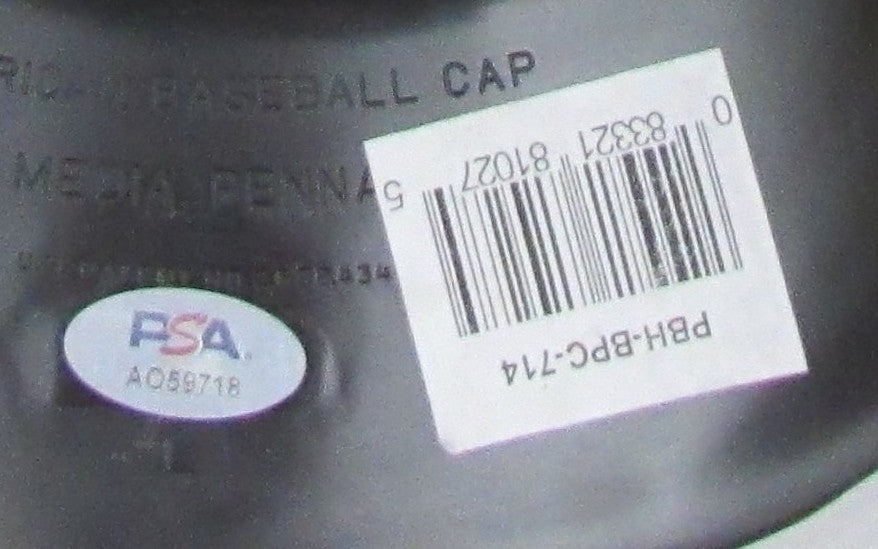 BASEBALL CAP
MEDIA, PENNA
PSA
AO59718
0 83321 81027 5
PBH-BPC-714